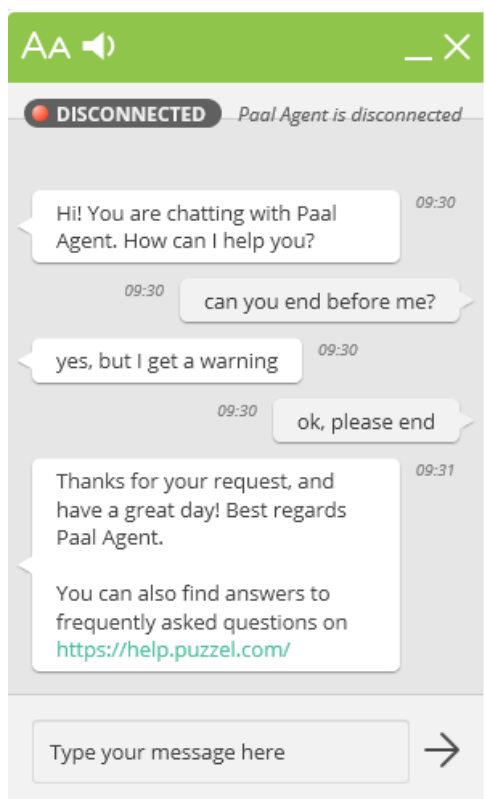 AA
DISCONNECTED Paal Agent is disconnected
09:30
Hi! You are chatting with Paal
Agent. How can I help you?
09:30
can you end before me?
yes, but I get a warning
09:30
09:30
ok, please end
09:31
Thanks for your request, and
have a great day! Best regards
Paal Agent.
You can also find answers to
frequently asked questions on
https://help.puzzel.com/
Type your message here